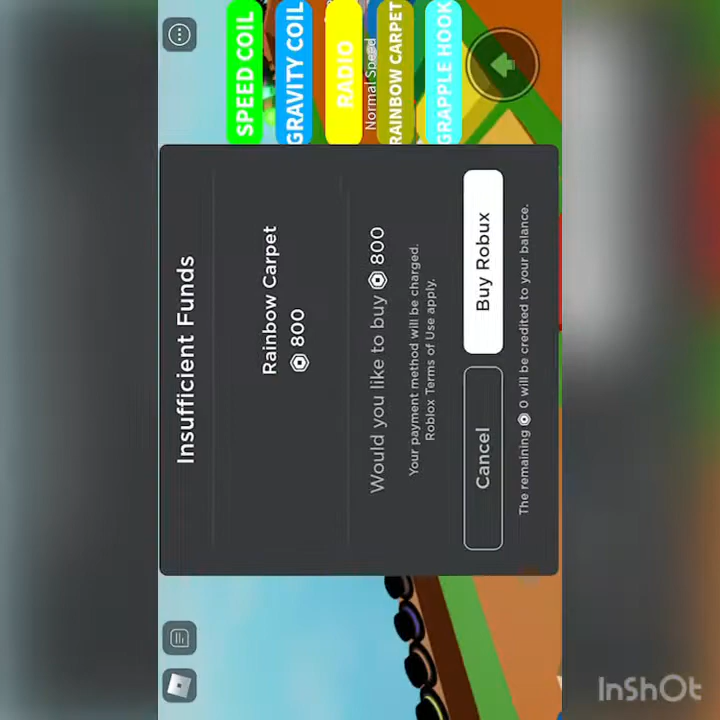 SPEED COIL
GRAVITY COIL
RADIO
Normal Speed
RAINBOW CARPET
GRAPPLE HOOK
Insufficient Funds
Rainbow Carpet
800
Would you like to buy 800
Your payment method will be charged.
Roblox Terms of Use apply.
Cancel
Buy Robux
The remaining 0 will be credited to your balance.
InShOt